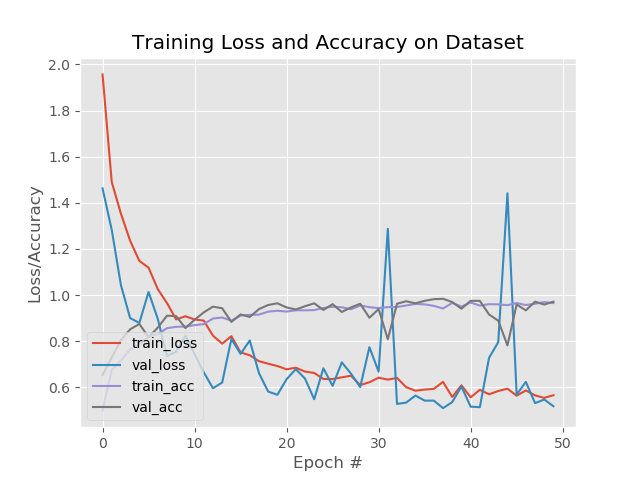 Training Loss and Accuracy on Dataset
2.0
1.8
1.6
1.4
1.2
1.0
0.8
0.6
Loss/Accuracy
train_loss
val_loss
train_acc
val_acc
0 10 20 30 40 50
Epoch #